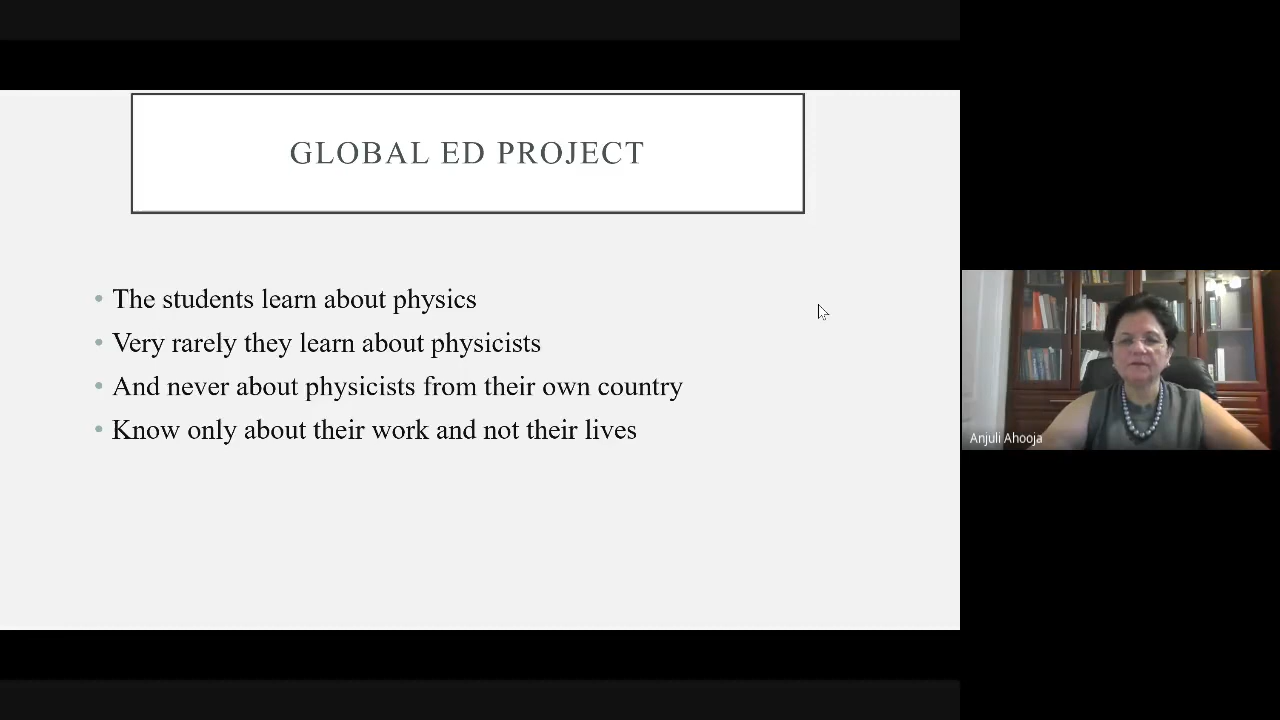 GLOBAL ED PROJECT
• The students learn about physics
• Very rarely they learn about physicists
• And never about physicists from their own country
• Know only about their work and not their lives
Anjuli Ahooja